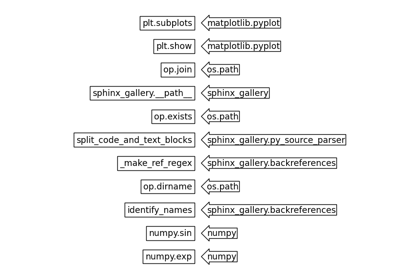 plt.subplots matplotlib.pyplot
plt.show matplotlib.pyplot
op.join os.path
sphinx_gallery.__path__ sphinx_gallery
op.exists os.path
split_code_and_text_blocks sphinx_gallery.py_source_parser
_make_ref_regex sphinx_gallery.backreferences
op.dirname os.path
identify_names sphinx_gallery.backreferences
numpy.sin numpy
numpy.exp numpy